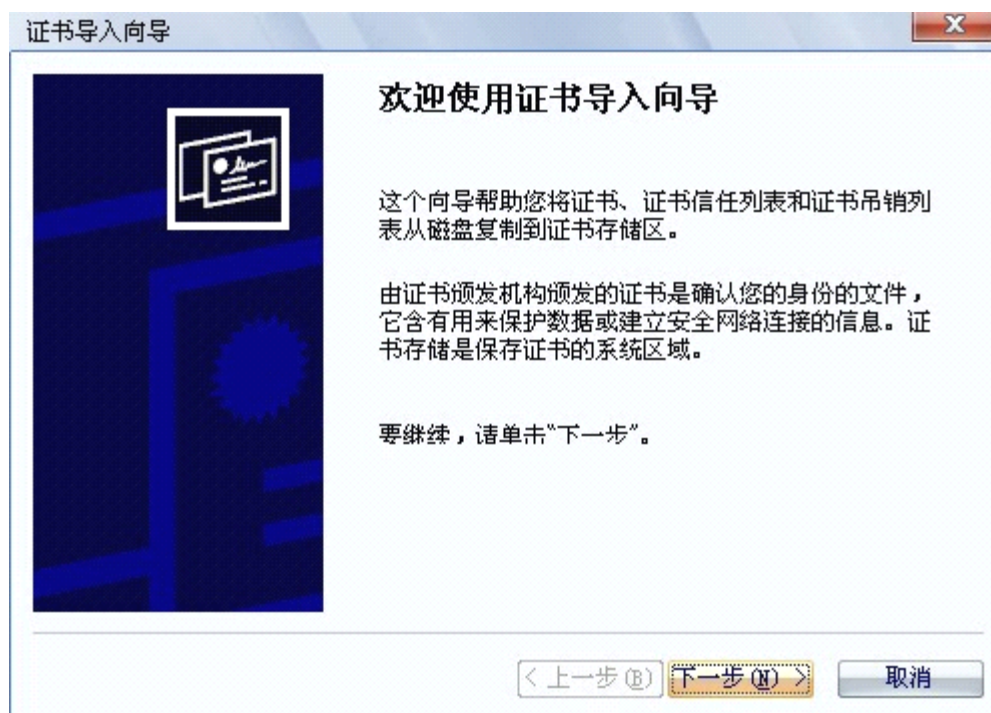 证书导入向导
欢迎使用证书导入向导
这个向导帮助您将证书、证书信任列表和证书吊销列
表从磁盘复制到证书存储区。
由证书颁发机构颁发的证书是确认您的身份的文件，
它含有用来保护数据或建立安全网络连接的信息。证
书存储是保存证书的系统区域。
要继续，请单击“下一步”。
< 上一步(B) 下一步(N) > 取消